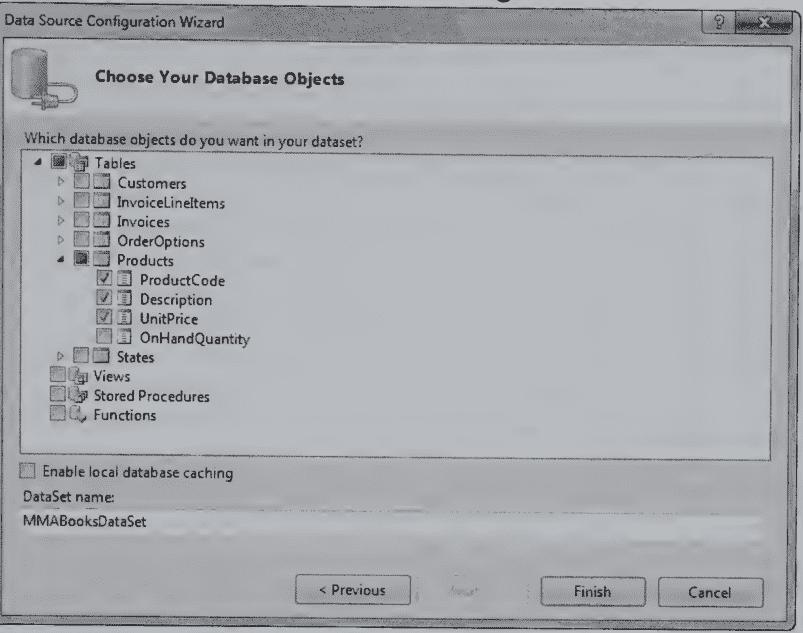 Data Source Configuration Wizard
Choose Your Database Objects
Which database objects do you want in your dataset?
Tables
Customers
InvoiceLineItems
Invoices
OrderOptions
Products
ProductCode
Description
UnitPrice
OnHandQuantity
States
Views
Stored Procedures
Functions
Enable local database caching
DataSet name:
MMABooksDataSet
< Previous
Finish
Cancel